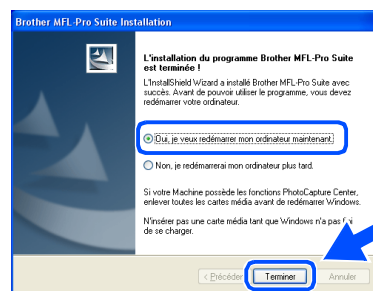 Brother MFL-Pro Suite Installation
L'installation du programme Brother MFL-Pro Suite
est terminée !
L'InstallShield Wizard a installé Brother MFL-Pro Suite avec
succès. Avant de pouvoir utiliser le programme, vous devez
redémarrer votre ordinateur.
Oui, je veux redémarrer mon ordinateur maintenant.
Non, je redémarrerai mon ordinateur plus tard.
Si votre Machine possède les fonctions PhotoCapture Center,
enlever toutes les cartes média avant de redémarrer Windows.
N'insérer pas une carte média tant que Windows n'a pas
de se charger.
< Précéder
Terminer
Annuler